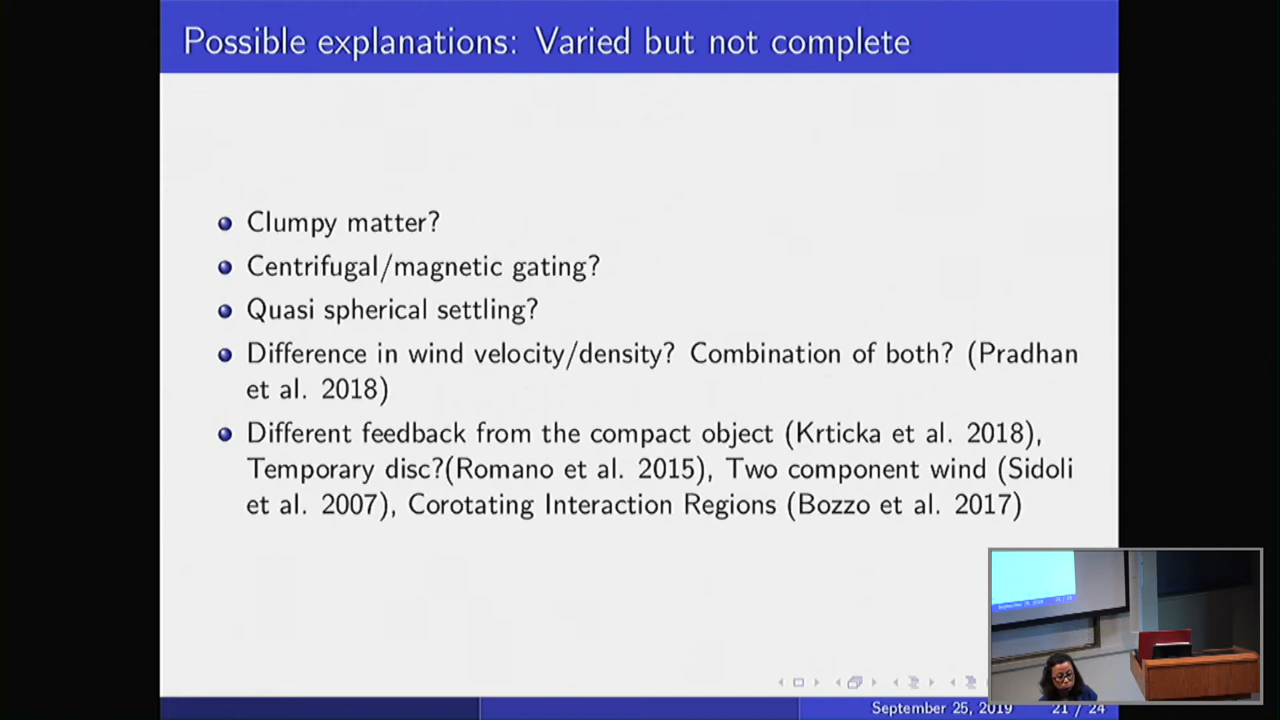 Possible explanations: Varied but not complete
Clumpy matter?
Centrifugal/magnetic gating?
Quasi spherical settling?
Difference in wind velocity/density? Combination of both? (Pradhan
et al. 2018)
Different feedback from the compact object (Krticka et al. 2018),
Temporary disc?(Romano et al. 2015), Two component wind (Sidoli
et al. 2007), Corotating Interaction Regions (Bozzo et al. 2017)
September 25, 2019 21 / 24